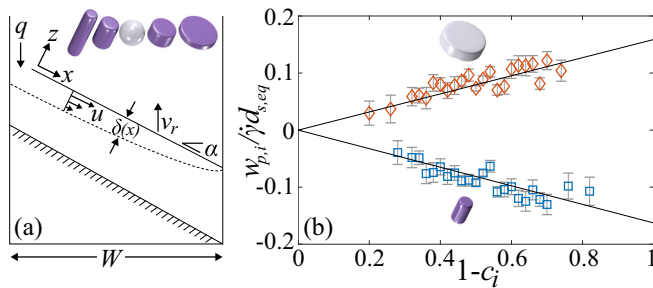 q
z
x
u
δ(x)
v_r
α
(a)
W
0.2
0.1
0
-0.1
-0.2
w_{p,i}/γ̇d_{s,eq}
(b)
0 0.2 0.4 0.6 0.8 1
1-c_i